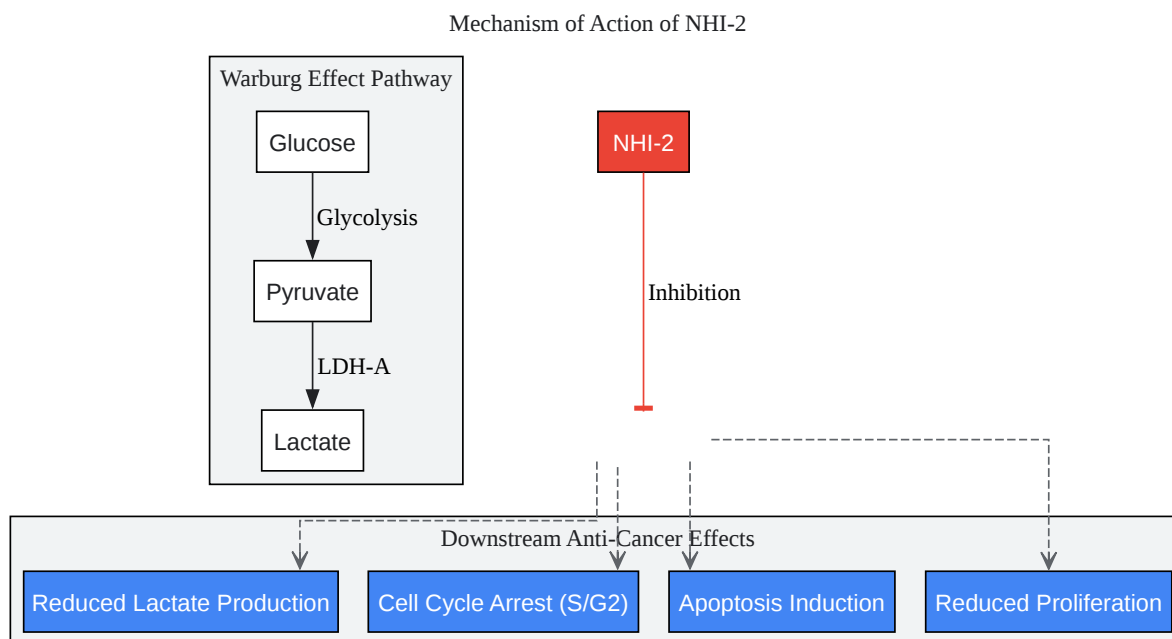 Mechanism of Action of NHI-2
Warburg Effect Pathway
Glucose
NHI-2
Glycolysis
Pyruvate
Inhibition
LDH-A
Lactate
Downstream Anti-Cancer Effects
Reduced Lactate Production
Cell Cycle Arrest (S/G2)
Apoptosis Induction
Reduced Proliferation